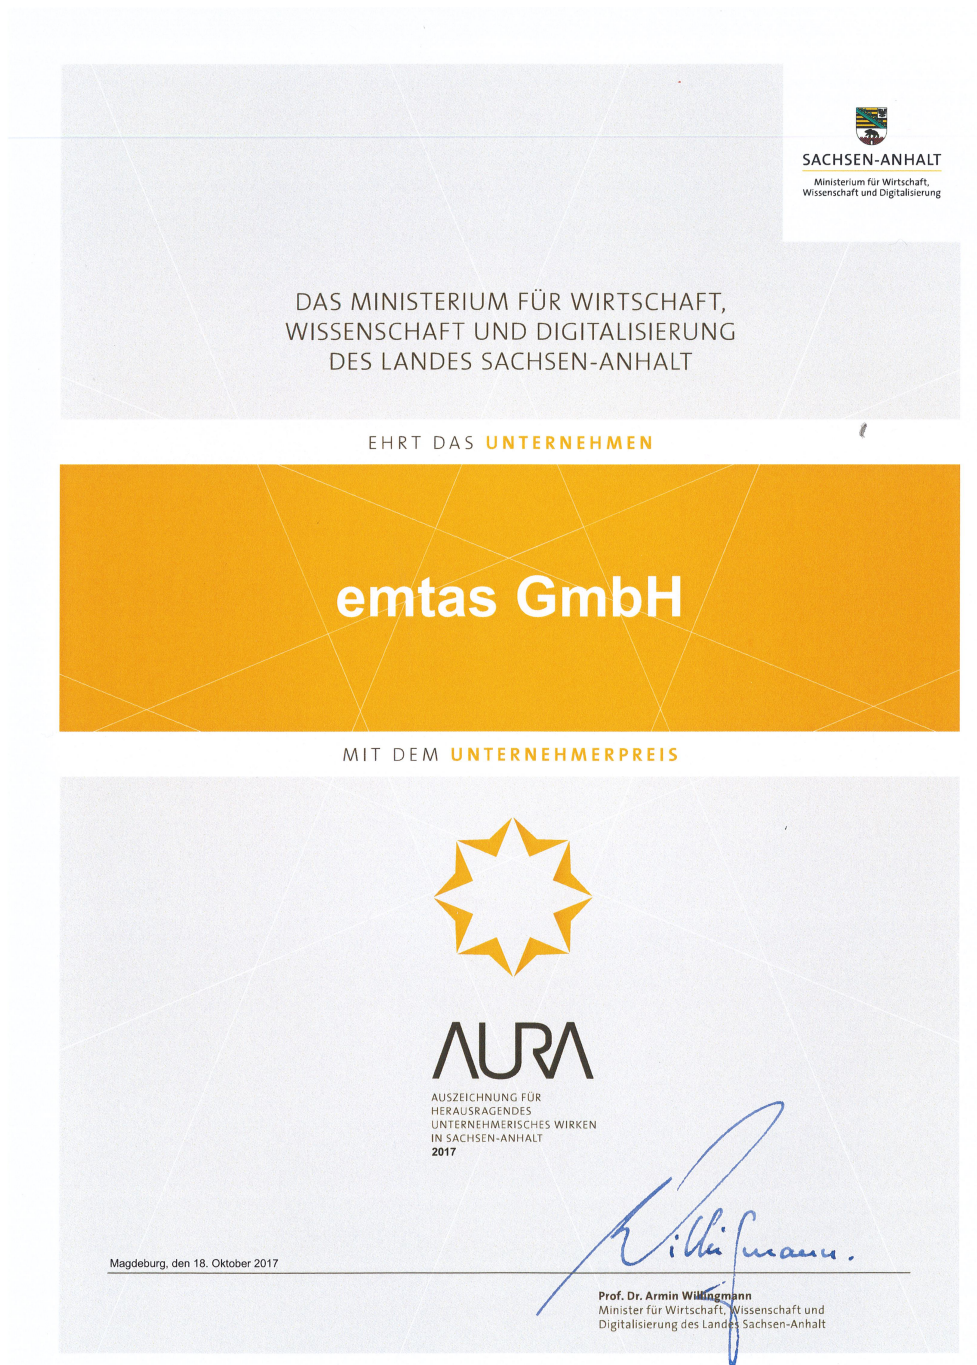 SACHSEN-ANHALT
Ministerium für Wirtschaft,
Wissenschaft und Digitalisierung
DAS MINISTERIUM FÜR WIRTSCHAFT,
WISSENSCHAFT UND DIGITALISIERUNG
DES LANDES SACHSEN-ANHALT
EHRT DAS UNTERNEHMEN
emtas GmbH
MIT DEM UNTERNEHMERPREIS
AURA
AUSZEICHNUNG FÜR
HERAUSRAGENDES
UNTERNEHMERISCHES WIRKEN
IN SACHSEN-ANHALT
2017
Willingmann.
Magdeburg, den 18. Oktober 2017
Prof. Dr. Armin Willingmann
Minister für Wirtschaft, Wissenschaft und
Digitalisierung des Landes Sachsen-Anhalt